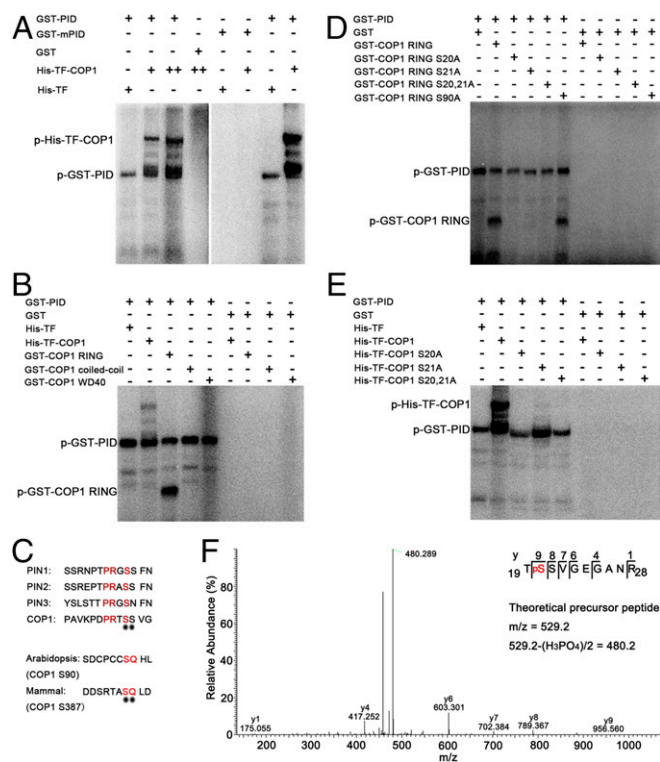 A
GST-PID + + + - - - + +
GST-mPID - - - - + + - -
GST - - - + - - - -
His-TF-COP1 - + ++ ++ - + - +
His-TF + - - - + - + -
p-His-TF-COP1
p-GST-PID
B
GST-PID + + + + + - - - -
GST - - - - - + + + +
His-TF + - - - - - - - -
His-TF-COP1 - + - - - + - - -
GST-COP1 RING - - + - - - + - -
GST-COP1 coiled-coil - - - + - - - + -
GST-COP1 WD40 - - - - + - - - +
p-GST-PID
p-GST-COP1 RING
C
PIN1: SSRNPTPRGSS FN
PIN2: SSREPTPRASS FN
PIN3: YSLSTT PRGSNFN
COP1: PAVKPDPRTSSVG
Arabidopsis: SDCPCCSQ HL
(COP1 S90)
Mammal: DDSRTASQ LD
(COP1 S387)
D
GST-PID + + + + + + - - - - -
GST + - - - - - + + + + +
GST-COP1 RING - + - - - - + - - - -
GST-COP1 RING S20A - - + - - - - + - - -
GST-COP1 RING S21A - - - + - - - - + - -
GST-COP1 RING S20,21A - - - - + - - - - + -
GST-COP1 RING S90A - - - - - + - - - - +
p-GST-PID
p-GST-COP1 RING
E
GST-PID + + + + + - - - -
GST - - - - - + + + +
His-TF + - - - - - - - -
His-TF-COP1 - + - - - + - - -
His-TF-COP1 S20A - - + - - - + - -
His-TF-COP1 S21A - - - + - - - + -
His-TF-COP1 S20,21A - - - - + - - - +
p-His-TF-COP1
p-GST-PID
F
Relative Abundance (%)
100
80
60
40
20
0
480.289
y 9 8 7 6 4 1
19 TpSSVGEGANR28
Theoretical precursor peptide
m/z = 529.2
529.2-(H3PO4)/2 = 480.2
y1
175.055
y4
417.252
y6
603.301
y7
702.384
y8
789.367
y9
956.560
200 300 400 500 600 700 800 900 1000